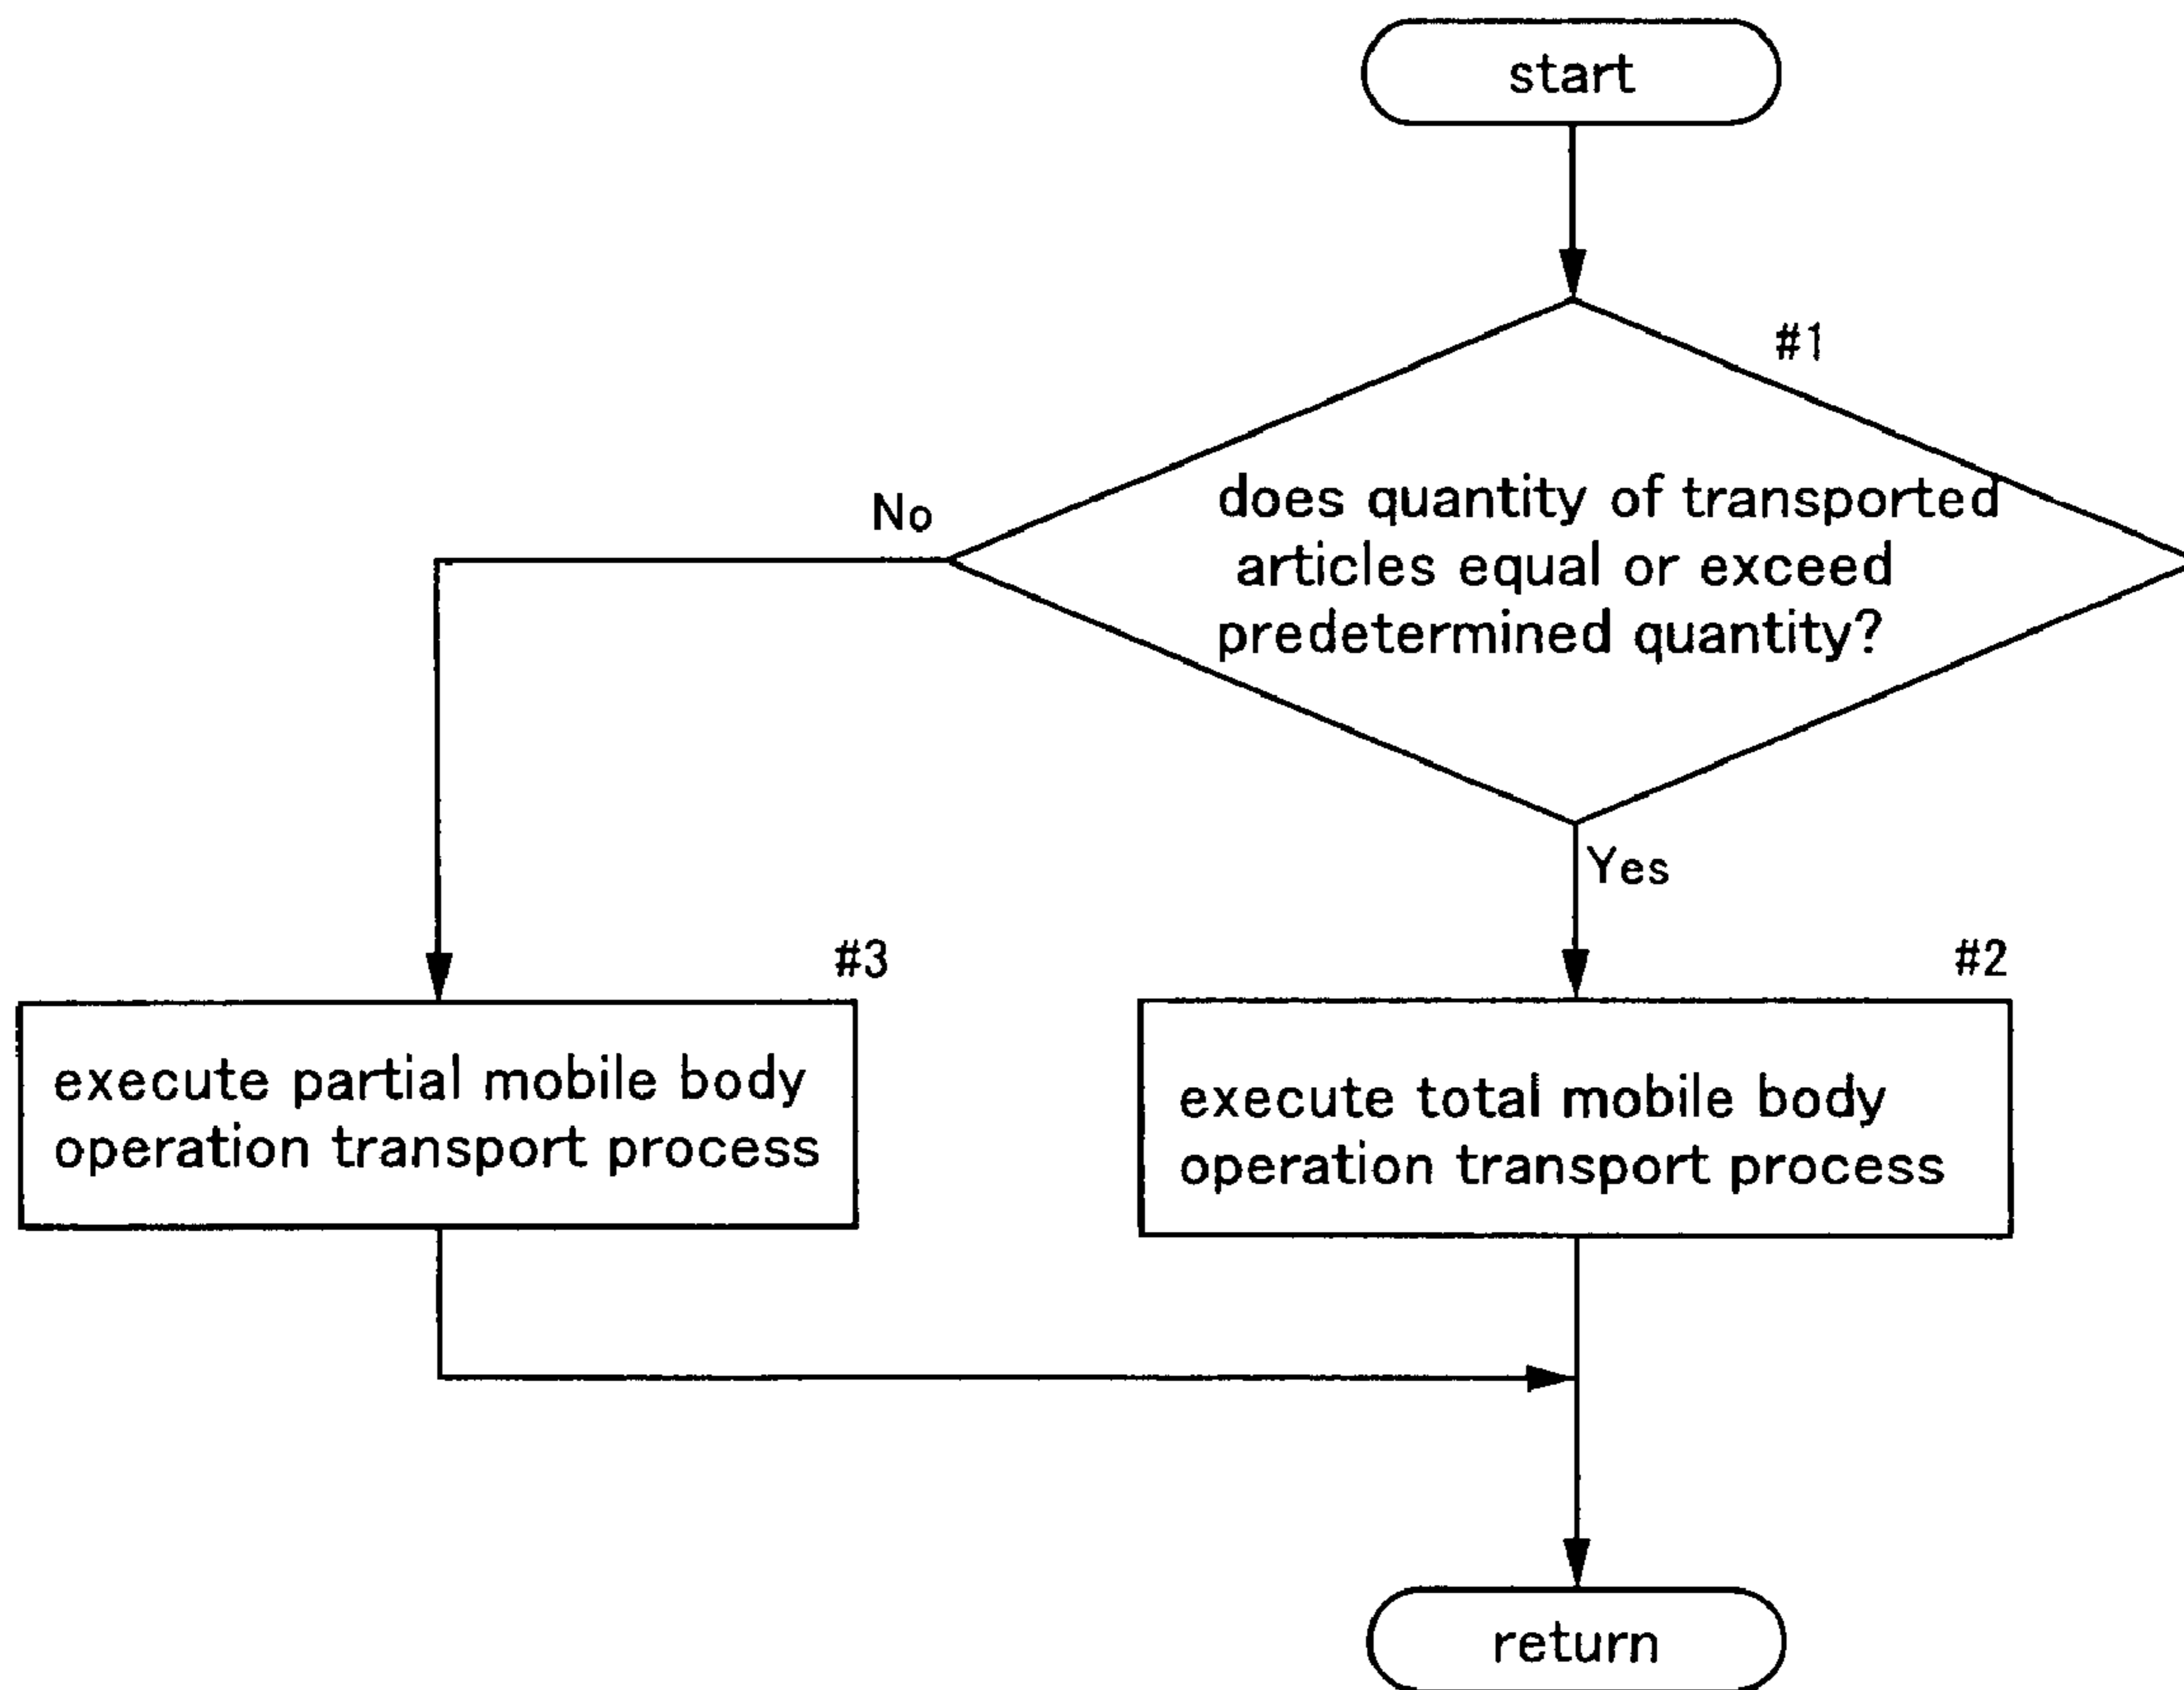 start
#1
does quantity of transported
articles equal or exceed
predetermined quantity?
No
Yes
#3
#2
execute partial mobile body
operation transport process
execute total mobile body
operation transport process
return